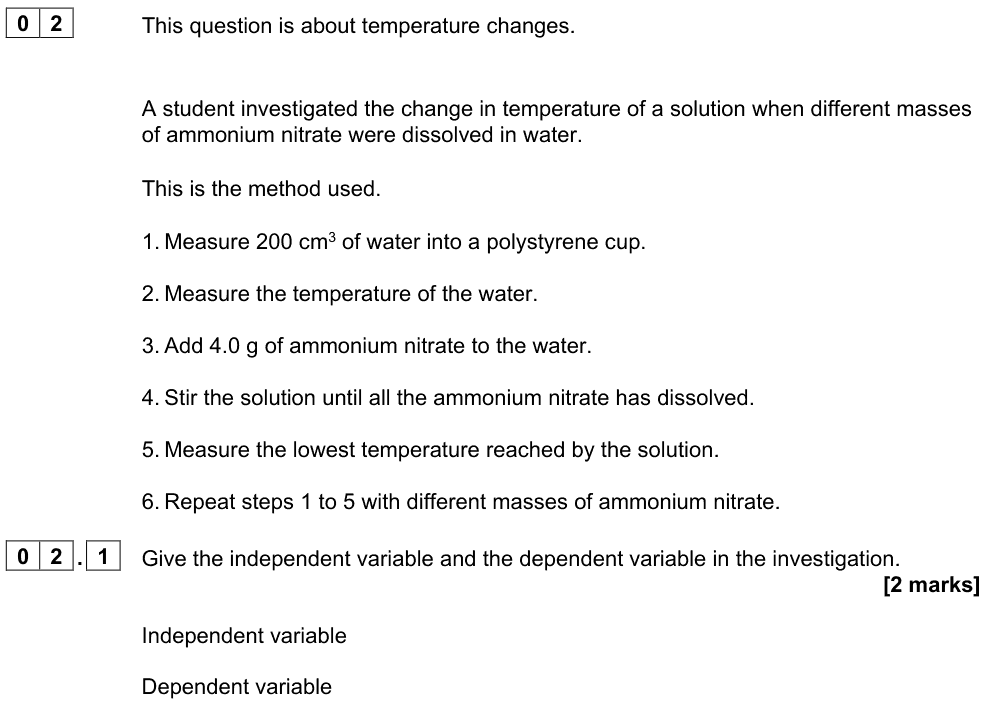 0 2 This question is about temperature changes.
A student investigated the change in temperature of a solution when different masses
of ammonium nitrate were dissolved in water.
This is the method used.
1. Measure 200 cm³ of water into a polystyrene cup.
2. Measure the temperature of the water.
3. Add 4.0 g of ammonium nitrate to the water.
4. Stir the solution until all the ammonium nitrate has dissolved.
5. Measure the lowest temperature reached by the solution.
6. Repeat steps 1 to 5 with different masses of ammonium nitrate.
0 2 . 1 Give the independent variable and the dependent variable in the investigation.
[2 marks]
Independent variable
Dependent variable